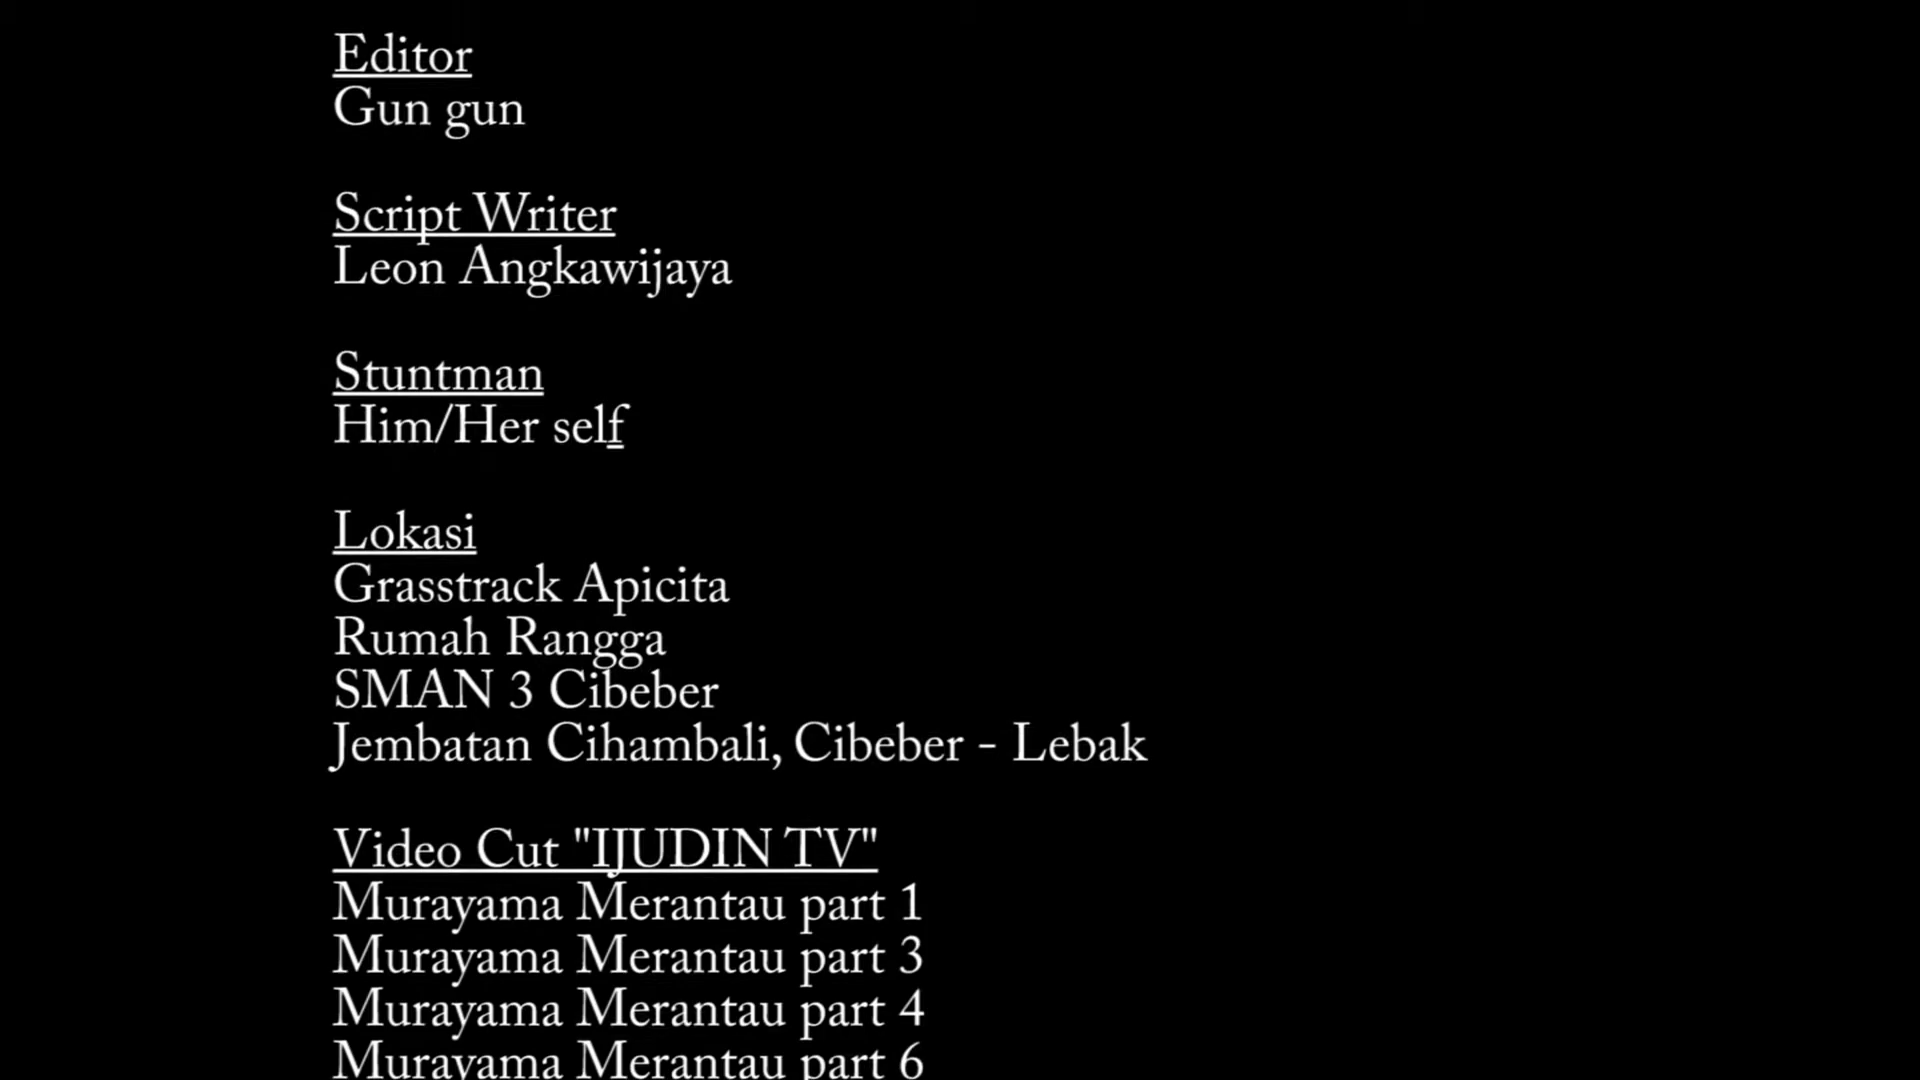 Editor
Gun gun
Script Writer
Leon Angkawijaya
Stuntman
Him/Her self
Lokasi
Grasstrack Apicita
Rumah Rangga
SMAN 3 Cibeber
Jembatan Cihambali, Cibeber - Lebak
Video Cut "IJUDIN TV"
Murayama Merantau part 1
Murayama Merantau part 3
Murayama Merantau part 4
Murayama Merantau part 6